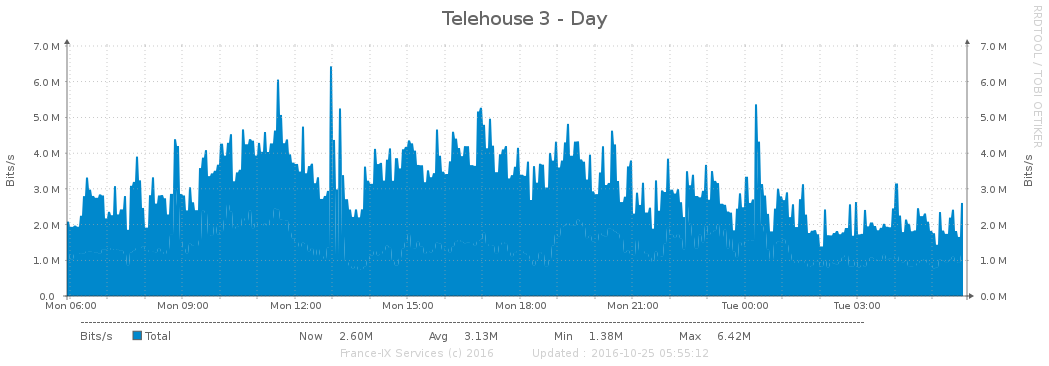 Telehouse 3 - Day
RRDTOOL / TOBI OETIKER
Bits/s
7.0 M 7.0 M
6.0 M 6.0 M
5.0 M 5.0 M
4.0 M 4.0 M
3.0 M 3.0 M
2.0 M 2.0 M
1.0 M 1.0 M
0.0 0.0 M
Bits/s
Mon 06:00 Mon 09:00 Mon 12:00 Mon 15:00 Mon 18:00 Mon 21:00 Tue 00:00 Tue 03:00
Bits/s Total Now 2.60M Avg 3.13M Min 1.38M Max 6.42M
France-IX Services (c) 2016 Updated : 2016-10-25 05:55:12